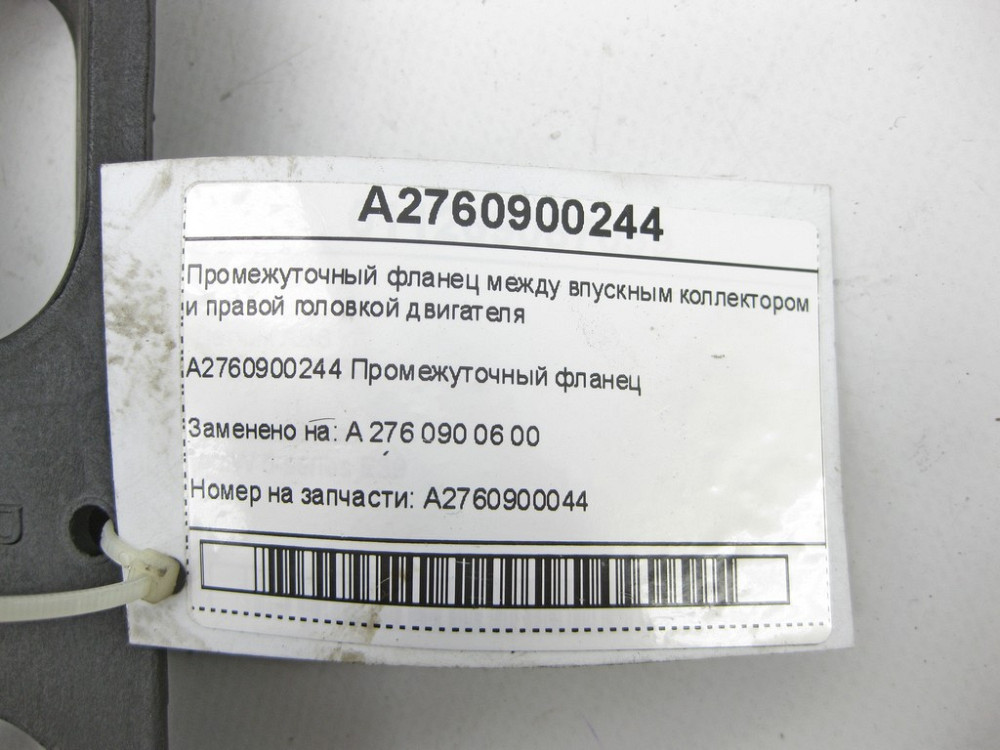 A2760900244
Промежуточный фланец между впускным коллектором
и правой головкой двигателя
A2760900244 Промежуточный фланец
Заменено на: A 276 090 06 00
Номер на запчасти: A2760900044